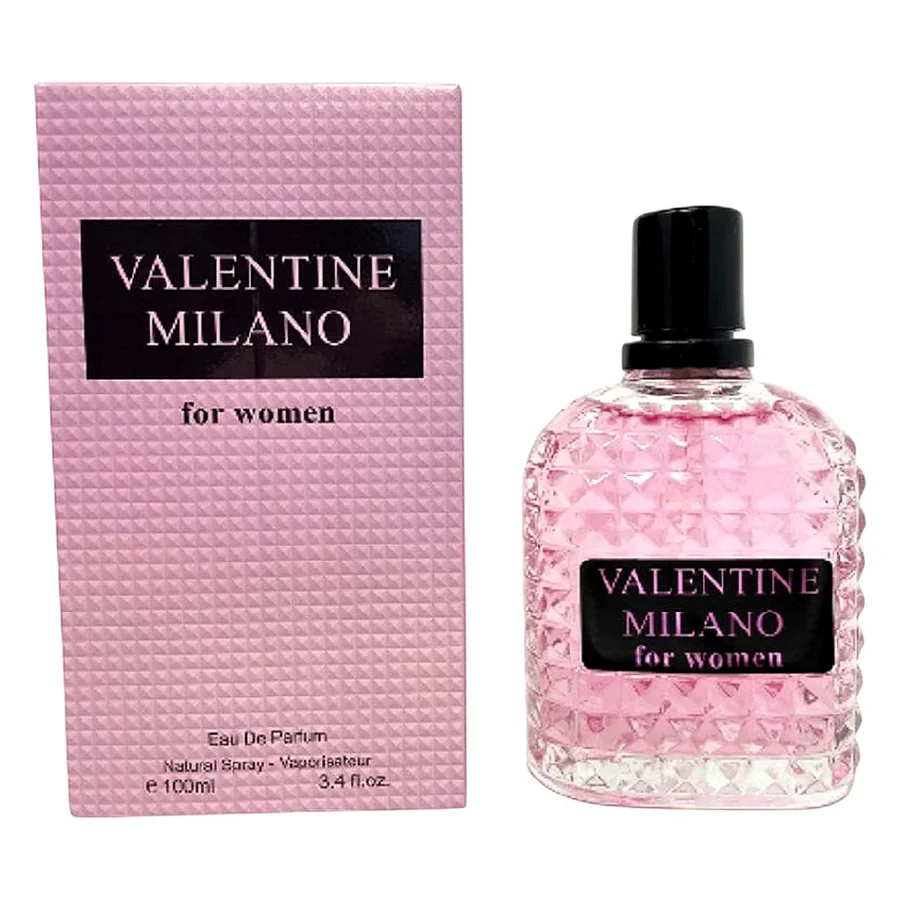 VALENTINE
MILANO
for women
Eau De Parfum
Natural Spray - Vaporisateur
e 100ml 3.4 fl.oz.
VALENTINE
MILANO
for women